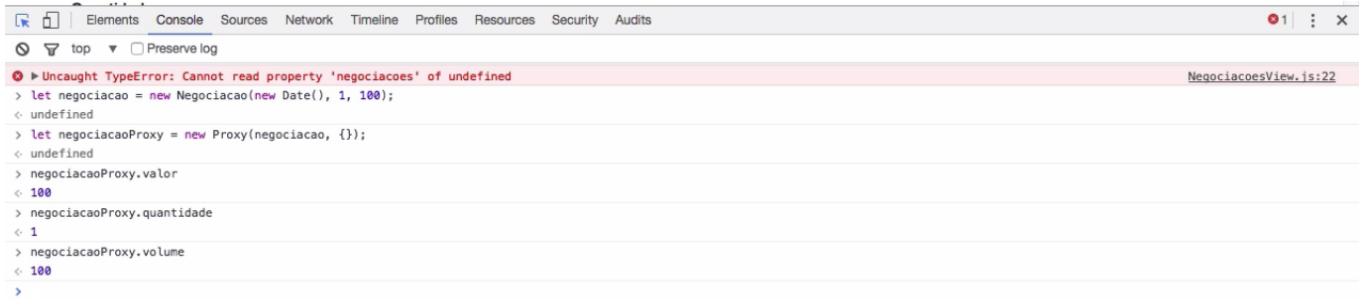 Elements Console Sources Network Timeline Profiles Resources Security Audits 1
top Preserve log
Uncaught TypeError: Cannot read property 'negociacoes' of undefined NegociacoesView.js:22
> let negociacao = new Negociacao(new Date(), 1, 100);
< undefined
> let negociacaoProxy = new Proxy(negociacao, {});
< undefined
> negociacaoProxy.valor
< 100
> negociacaoProxy.quantidade
< 1
> negociacaoProxy.volume
< 100
>